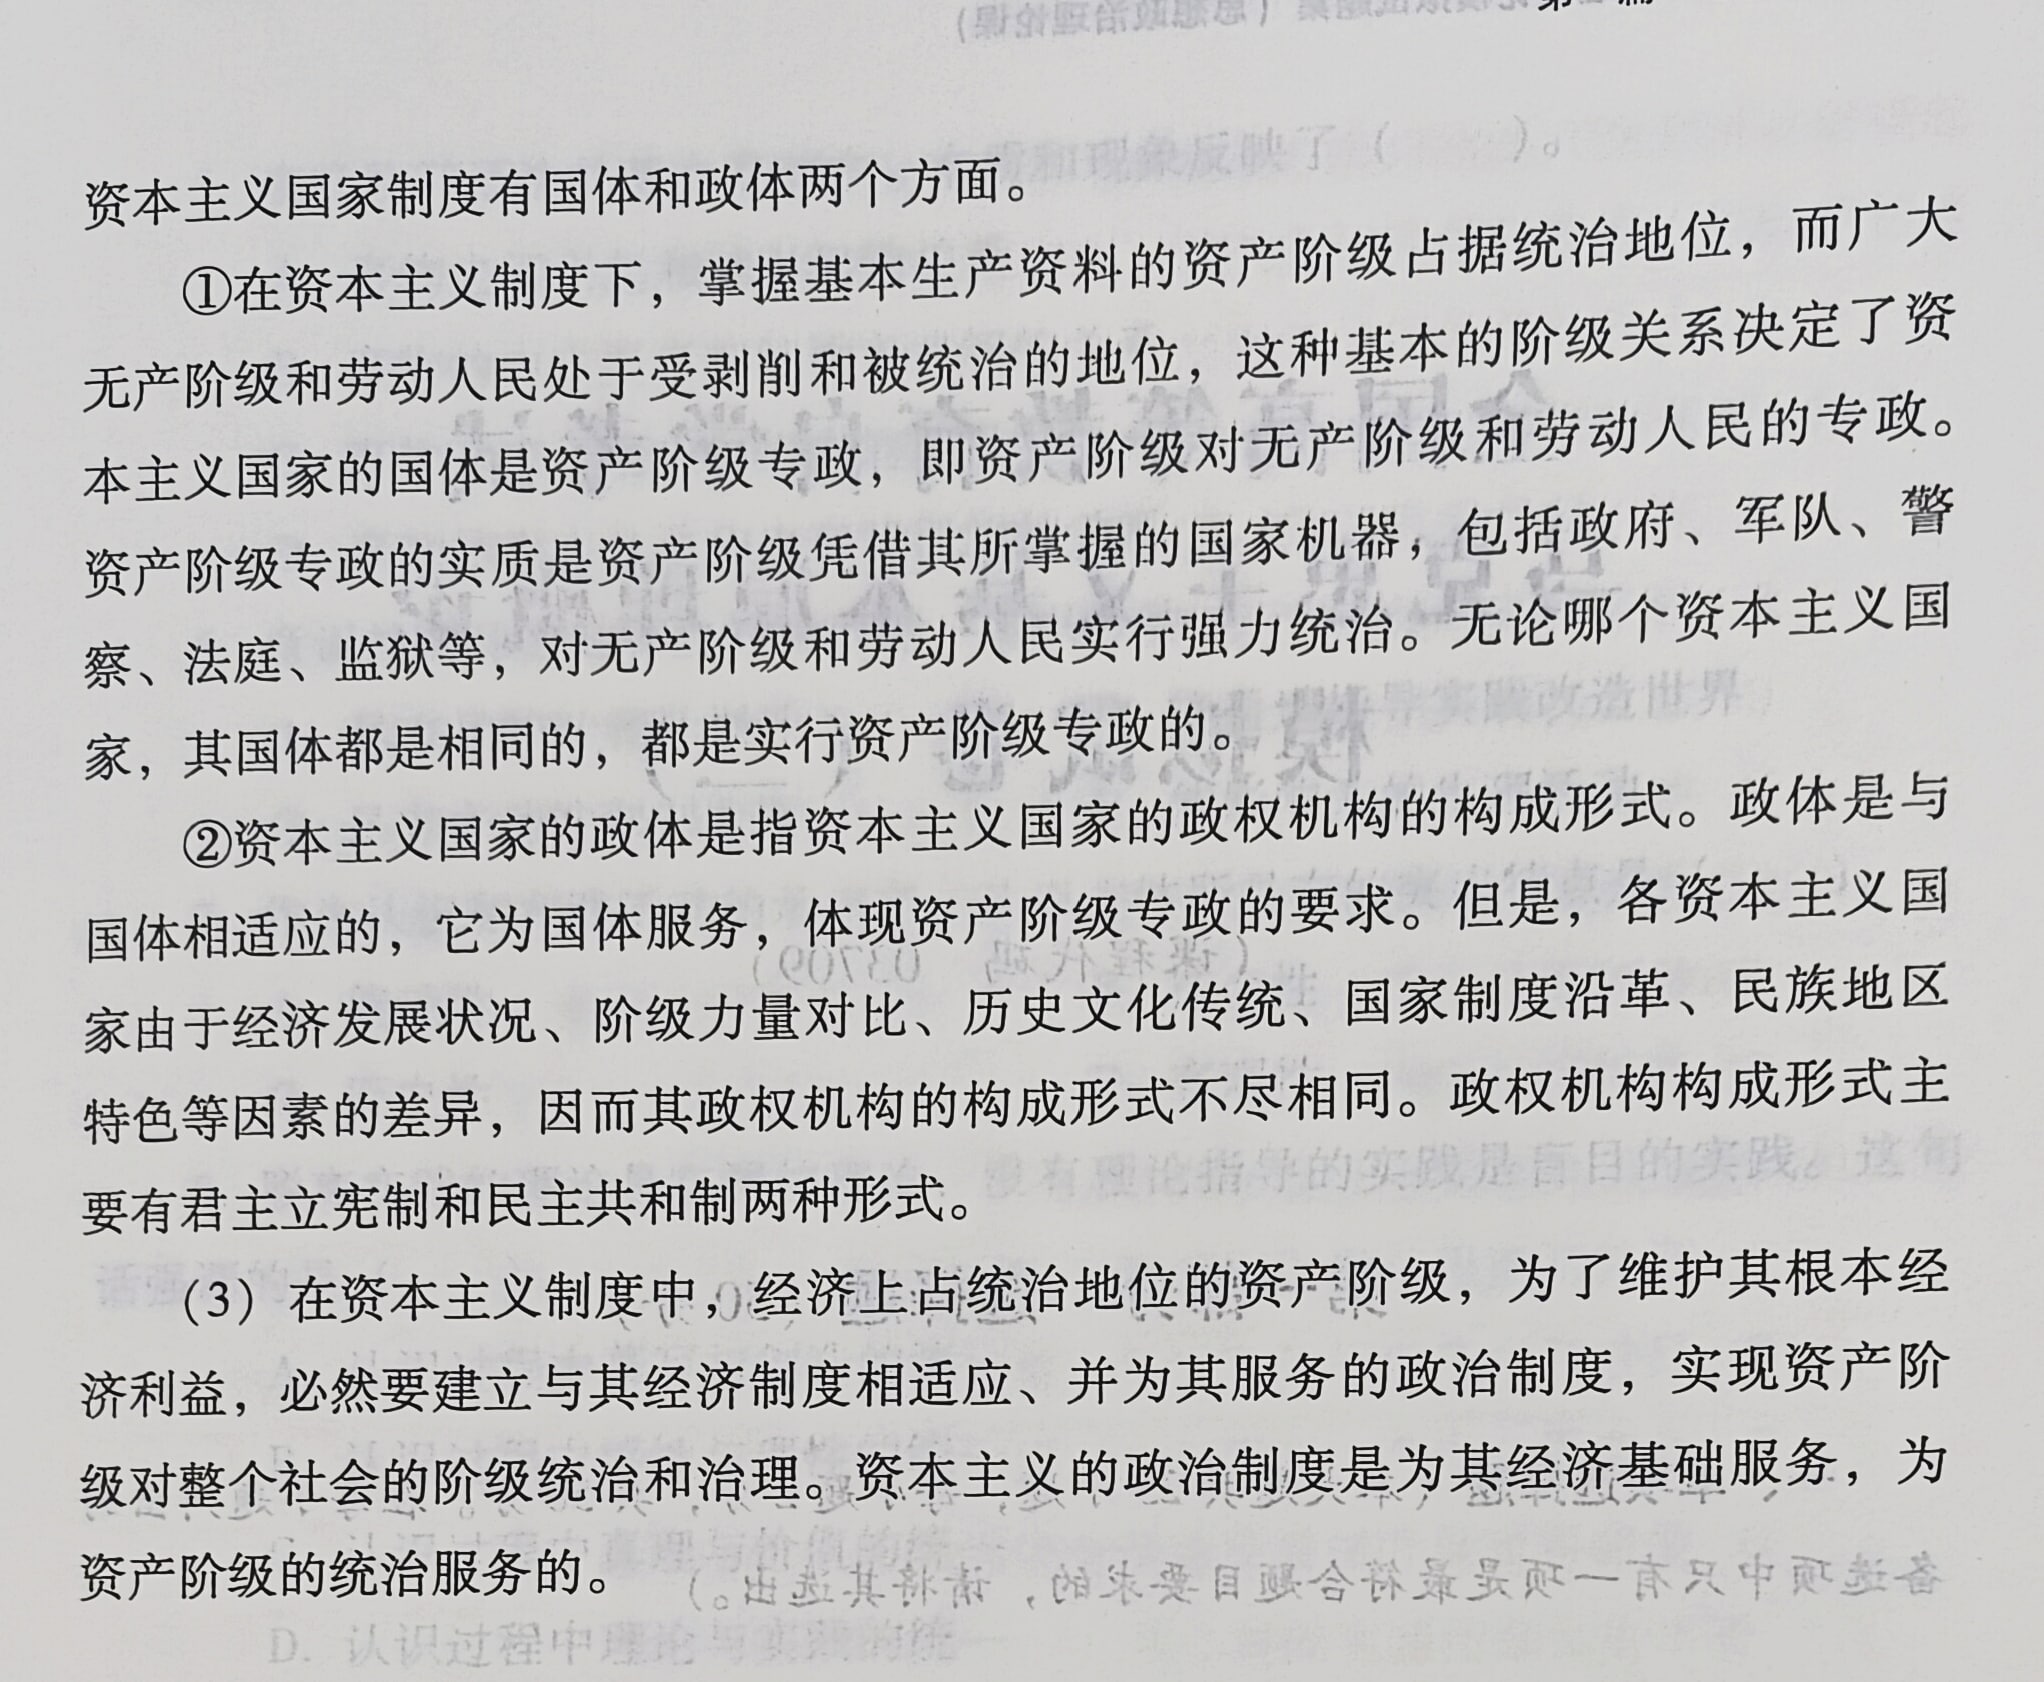 资本主义国家制度有国体和政体两个方面。
①在资本主义制度下，掌握基本生产资料的资产阶级占据统治地位，而广大
无产阶级和劳动人民处于受剥削和被统治的地位，这种基本的阶级关系决定了资
本主义国家的国体是资产阶级专政，即资产阶级对无产阶级和劳动人民的专政。
资产阶级专政的实质是资产阶级凭借其所掌握的国家机器，包括政府、军队、警
察、法庭、监狱等，对无产阶级和劳动人民实行强力统治。无论哪个资本主义国
家，其国体都是相同的，都是实行资产阶级专政的。
②资本主义国家的政体是指资本主义国家的政权机构的构成形式。政体是与
国体相适应的，它为国体服务，体现资产阶级专政的要求。但是，各资本主义国
家由于经济发展状况、阶级力量对比、历史文化传统、国家制度沿革、民族地区
特色等因素的差异，因而其政权机构的构成形式不尽相同。政权机构构成形式主
要有君主立宪制和民主共和制两种形式。
（3）在资本主义制度中，经济上占统治地位的资产阶级，为了维护其根本经
济利益，必然要建立与其经济制度相适应、并为其服务的政治制度，实现资产阶
级对整个社会的阶级统治和治理。资本主义的政治制度是为其经济基础服务，为
资产阶级的统治服务的。